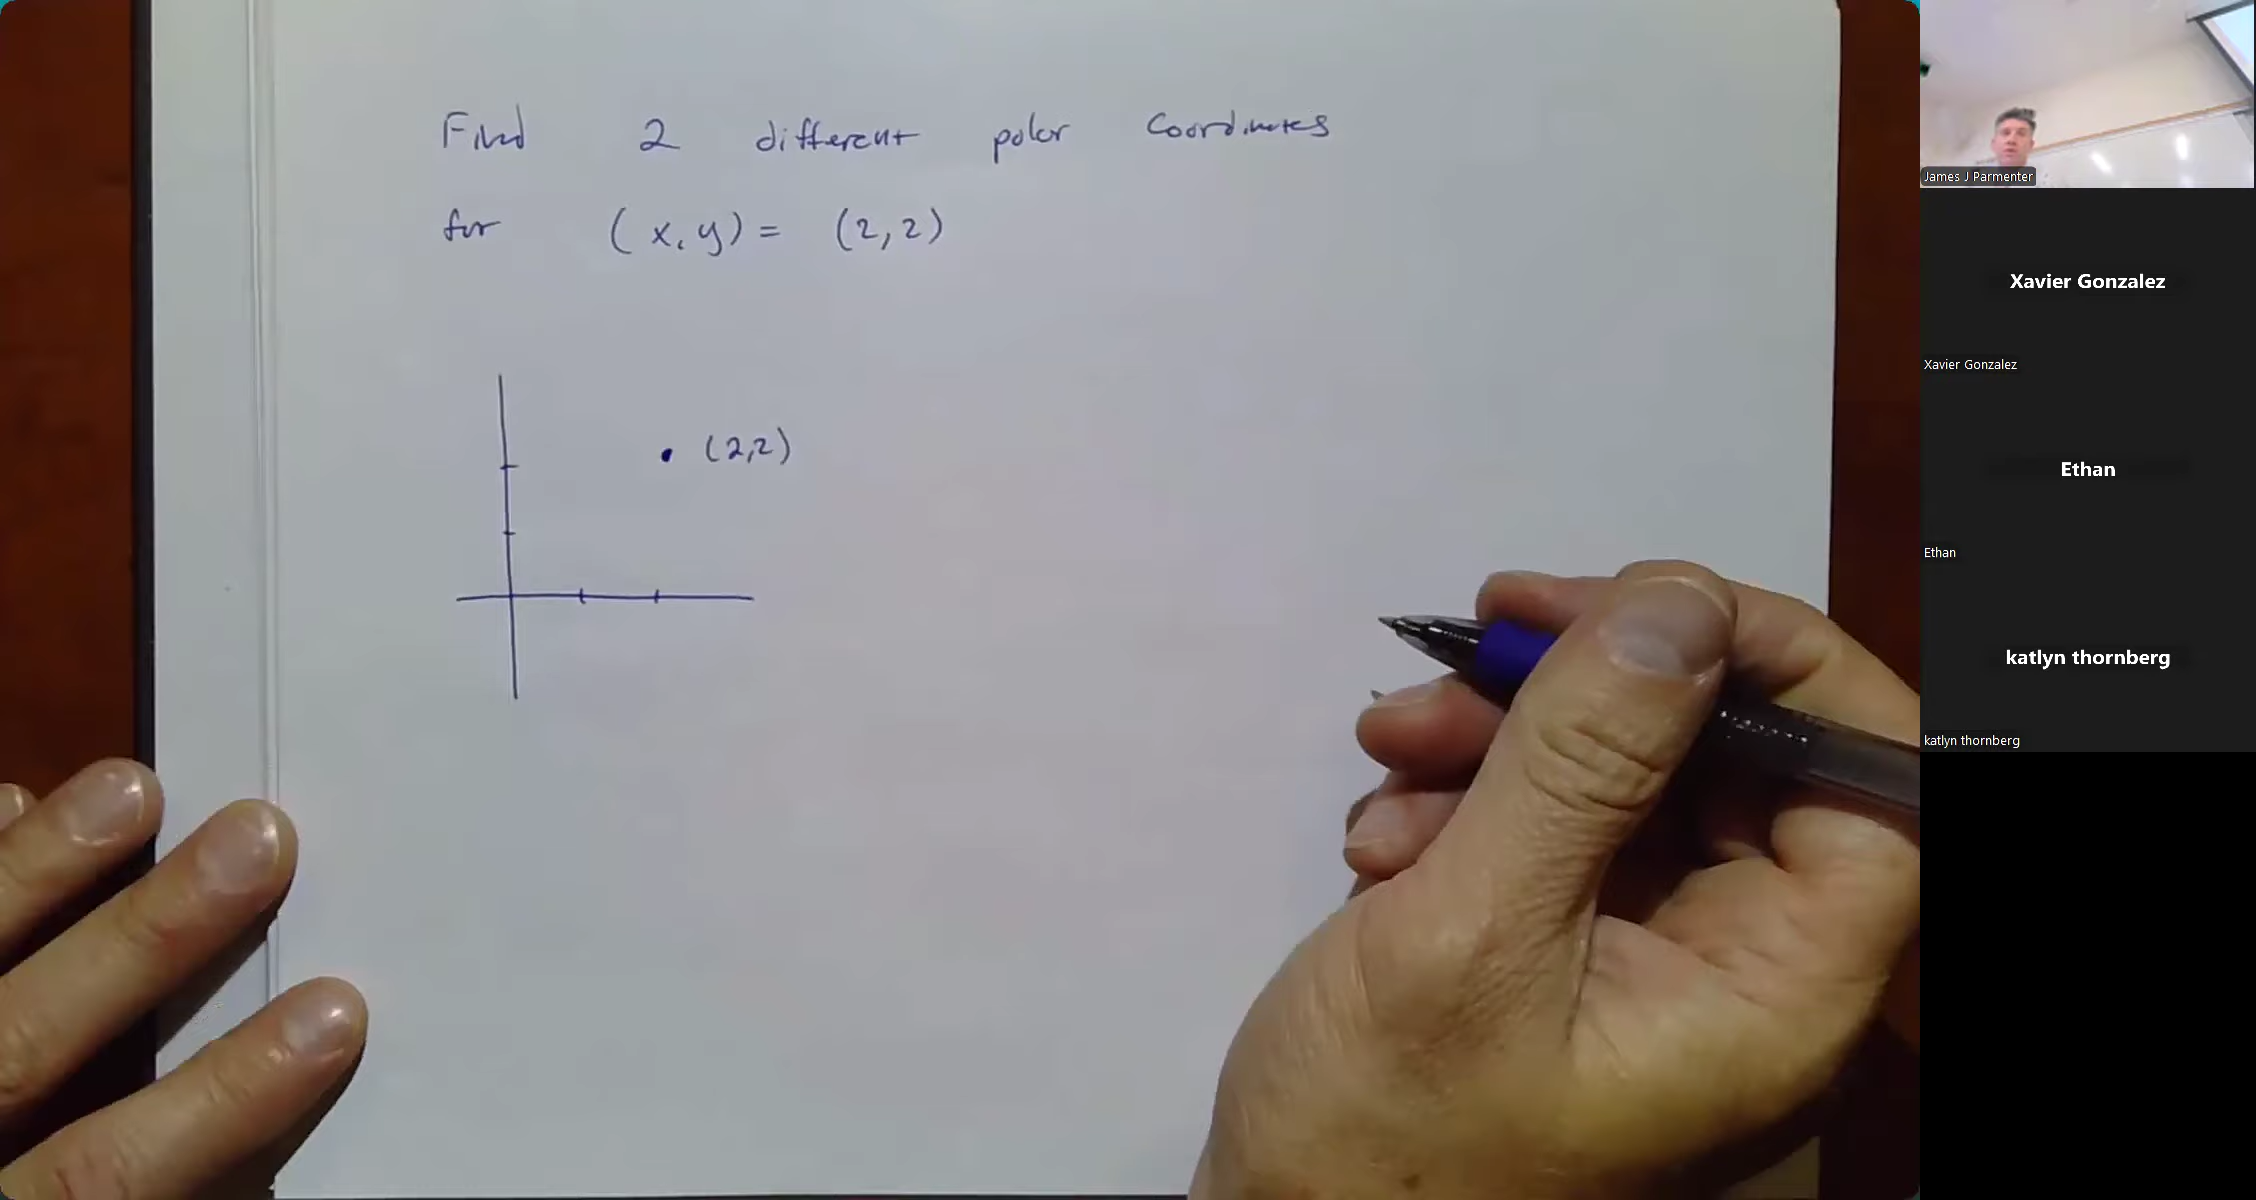 Find 2 different polar coordinates
for (x,y) = (2,2)
(2,2)
James J Parmenter
Xavier Gonzalez
Xavier Gonzalez
Ethan
Ethan
katlyn thornberg
katlyn thornberg